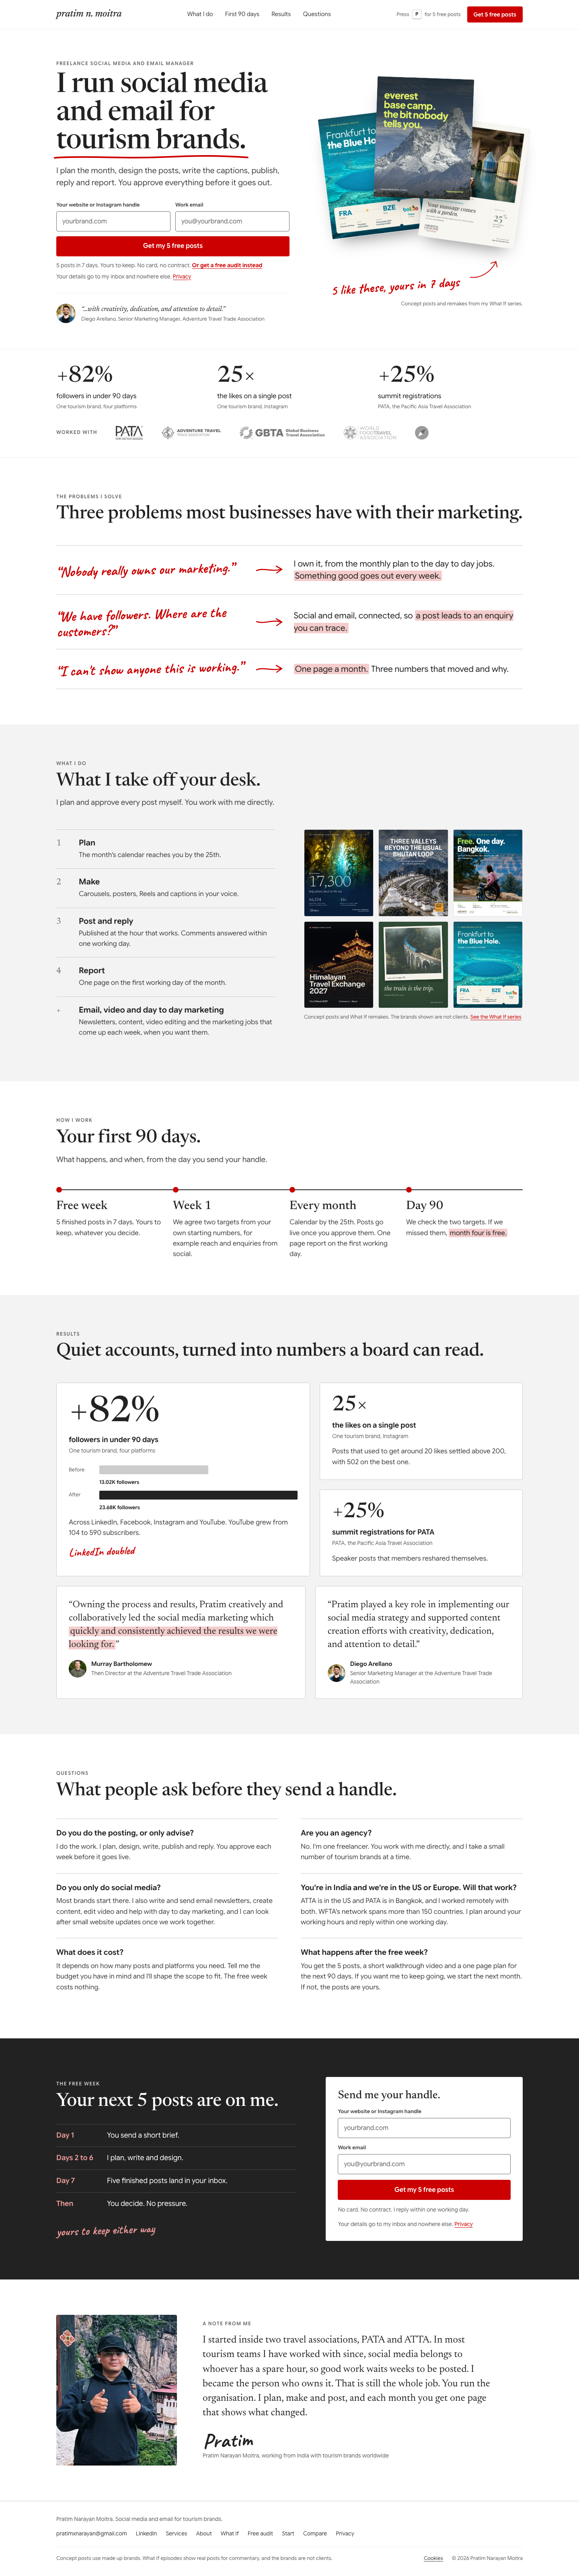 pratim n. moitra
What I do
First 90 days
Results
Questions
Press P for 5 free posts
Get 5 free posts
FREELANCE SOCIAL MEDIA AND EMAIL MANAGER
I run social media
and email for
tourism brands.
I plan the month, design the posts, write the captions, publish,
reply and report. You approve everything before it goes out.
Your website or Instagram handle
Work email
yourbrand.com
you@yourbrand.com
Get my 5 free posts
5 posts in 7 days. Yours to keep. No card, no contract. Or get a free audit instead
Your details go to my inbox and nowhere else. Privacy
“...with creativity, dedication, and attention to detail.”
Diego Arellano, Senior Marketing Manager, Adventure Travel Trade Association
everest
base camp.
the bit nobody
tells you.
Frankfurt to
the Blue Hole.
FRA
BZE
Your massage comes
with a garden.
25
5 like these, yours in 7 days
Concept posts and remakes from my What If series.
+82%
followers in under 90 days
One tourism brand, four platforms
25×
the likes on a single post
One tourism brand, Instagram
+25%
summit registrations
PATA, the Pacific Asia Travel Association
WORKED WITH
PATA
ADVENTURE TRAVEL
TRADE ASSOCIATION
GBTA Global Business
Travel Association
WORLD
FOODTRAVEL
ASSOCIATION
THE PROBLEMS I SOLVE
Three problems most businesses have with their marketing.
“Nobody really owns our marketing.”
I own it, from the monthly plan to the day to day jobs.
Something good goes out every week.
“We have followers. Where are the
customers?”
Social and email, connected, so a post leads to an enquiry
you can trace.
“I can't show anyone this is working.”
One page a month. Three numbers that moved and why.
WHAT I DO
What I take off your desk.
I plan and approve every post myself. You work with me directly.
1
Plan
The month's calendar reaches you by the 25th.
2
Make
Carousels, posters, Reels and captions in your voice.
3
Post and reply
Published at the hour that works. Comments answered within
one working day.
4
Report
One page on the first working day of the month.
+
Email, video and day to day marketing
Newsletters, content, video editing and the marketing jobs that
come up each week, when you want them.
17,300
THREE VALLEYS
BEYOND THE USUAL
BHUTAN LOOP
Free. One day.
Bangkok.
Himalayan
Travel Exchange
2027
the train is the trip.
Frankfurt to
the Blue Hole.
FRA
BZE
Concept posts and What If remakes. The brands shown are not clients. See the What If series
HOW I WORK
Your first 90 days.
What happens, and when, from the day you send your handle.
Free week
5 finished posts in 7 days. Yours to
keep, whatever you decide.
Week 1
We agree two targets from your
own starting numbers, for
example reach and enquiries from
social.
Every month
Calendar by the 25th. Posts go
live once you approve them. One
page report on the first working
day.
Day 90
We check the two targets. If we
missed them, month four is free.
RESULTS
Quiet accounts, turned into numbers a board can read.
+82%
followers in under 90 days
One tourism brand, four platforms
Before
13.02K followers
After
23.68K followers
Across LinkedIn, Facebook, Instagram and YouTube. YouTube grew from
104 to 590 subscribers.
LinkedIn doubled
25×
the likes on a single post
One tourism brand, Instagram
Posts that used to get around 20 likes settled above 200,
with 502 on the best one.
+25%
summit registrations for PATA
PATA, the Pacific Asia Travel Association
Speaker posts that members reshared themselves.
“Owning the process and results, Pratim creatively and
collaboratively led the social media marketing which
quickly and consistently achieved the results we were
looking for.”
Murray Bartholomew
Then Director at the Adventure Travel Trade Association
“Pratim played a key role in implementing our
social media strategy and supported content
creation efforts with creativity, dedication,
and attention to detail.”
Diego Arellano
Senior Marketing Manager at the Adventure Travel Trade
Association
QUESTIONS
What people ask before they send a handle.
Do you do the posting, or only advise?
I do the work. I plan, design, write, publish and reply. You approve each
week before it goes live.
Are you an agency?
No. I'm one freelancer. You work with me directly, and I take a small
number of tourism brands at a time.
Do you only do social media?
Most brands start there. I also write and send email newsletters, create
content, edit video and help with day to day marketing, and I can look
after small website updates once we work together.
You're in India and we're in the US or Europe. Will that work?
ATTA is in the US and PATA is in Bangkok, and I worked remotely with
both. WFTA's network spans more than 150 countries. I plan around your
working hours and reply within one working day.
What does it cost?
It depends on how many posts and platforms you need. Tell me the
budget you have in mind and I'll shape the scope to fit. The free week
costs nothing.
What happens after the free week?
You get the 5 posts, a short walkthrough video and a one page plan for
the next 90 days. If you want me to keep going, we start the next month.
If not, the posts are yours.
THE FREE WEEK
Your next 5 posts are on me.
Day 1
You send a short brief.
Days 2 to 6
I plan, write and design.
Day 7
Five finished posts land in your inbox.
Then
You decide. No pressure.
yours to keep either way
Send me your handle.
Your website or Instagram handle
yourbrand.com
Work email
you@yourbrand.com
Get my 5 free posts
No card. No contract. I reply within one working day.
Your details go to my inbox and nowhere else. Privacy
A NOTE FROM ME
I started inside two travel associations, PATA and ATTA. In most
tourism teams I have worked with since, social media belongs to
whoever has a spare hour, so good work waits weeks to be posted. I
became the person who owns it. That is still the whole job. You run the
organisation. I plan, make and post, and each month you get one page
that shows what changed.
Pratim
Pratim Narayan Moitra, working from India with tourism brands worldwide
Pratim Narayan Moitra. Social media and email for tourism brands.
pratimxnarayan@gmail.com
LinkedIn
Services
About
What If
Free audit
Start
Compare
Privacy
Concept posts use made up brands. What If episodes show real posts for commentary, and the brands are not clients.
Cookies
© 2026 Pratim Narayan Moitra